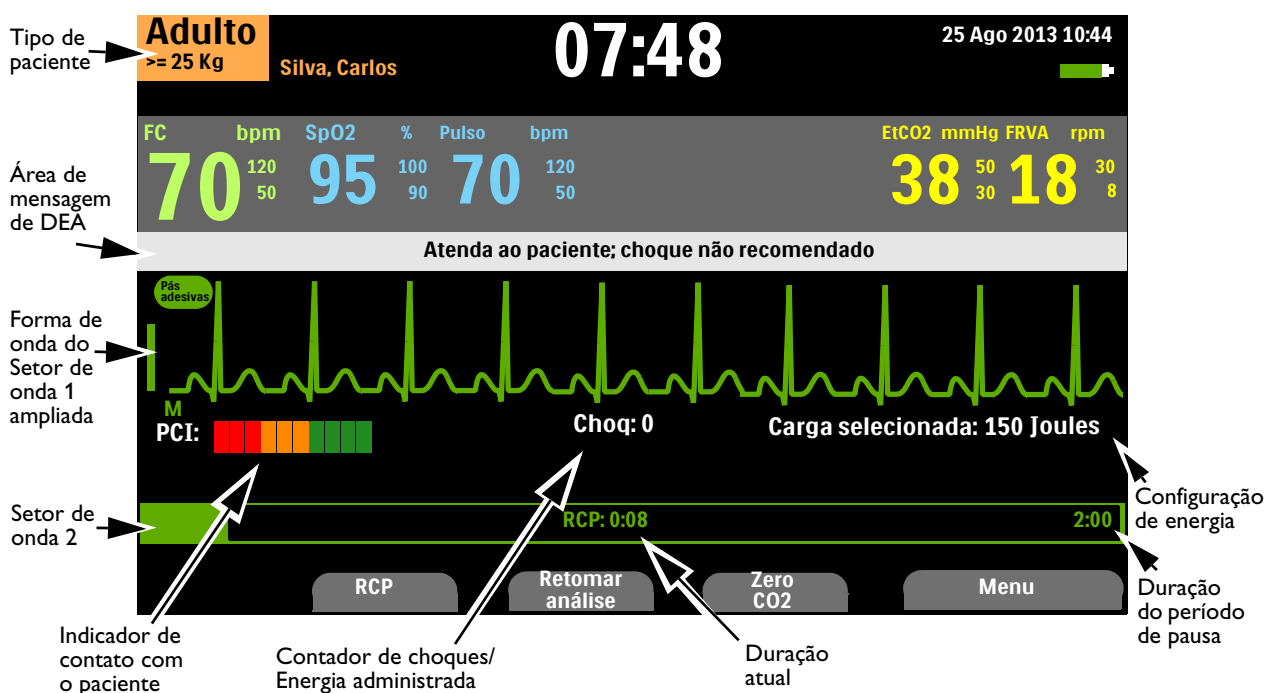 Tipo de
paciente
Adulto
>= 25 Kg
Silva, Carlos
07:48
25 Ago 2013 10:44
FC bpm SpO2 % Pulso bpm EtCO2 mmHg FRVA rpm
70 120 50 95 100 90 70 120 50 38 50 30 18 30 8
Área de
mensagem
de DEA
Atenda ao paciente; choque não recomendado
Pás
adesivas
Forma de
onda do
Setor de
onda 1
ampliada
M
PCI:
Choq: 0
Carga selecionada: 150 Joules
Configuração
de energia
Setor de
onda 2
RCP: 0:08
2:00
RCP
Retomar
análise
Zero
CO2
Menu
Duração
do período
de pausa
Indicador de
contato com
o paciente
Contador de choques/
Energia administrada
Duração
atual